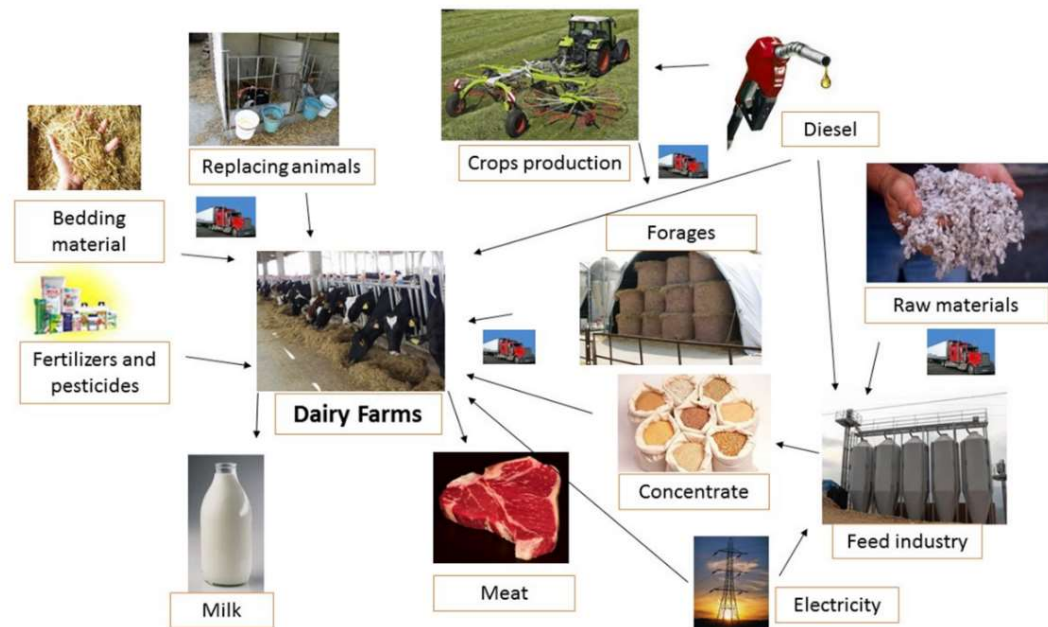 Replacing animals
Crops production
Diesel
Bedding
material
Forages
Raw materials
Fertilizers and
pesticides
Dairy Farms
Concentrate
Feed industry
Milk
Meat
Electricity